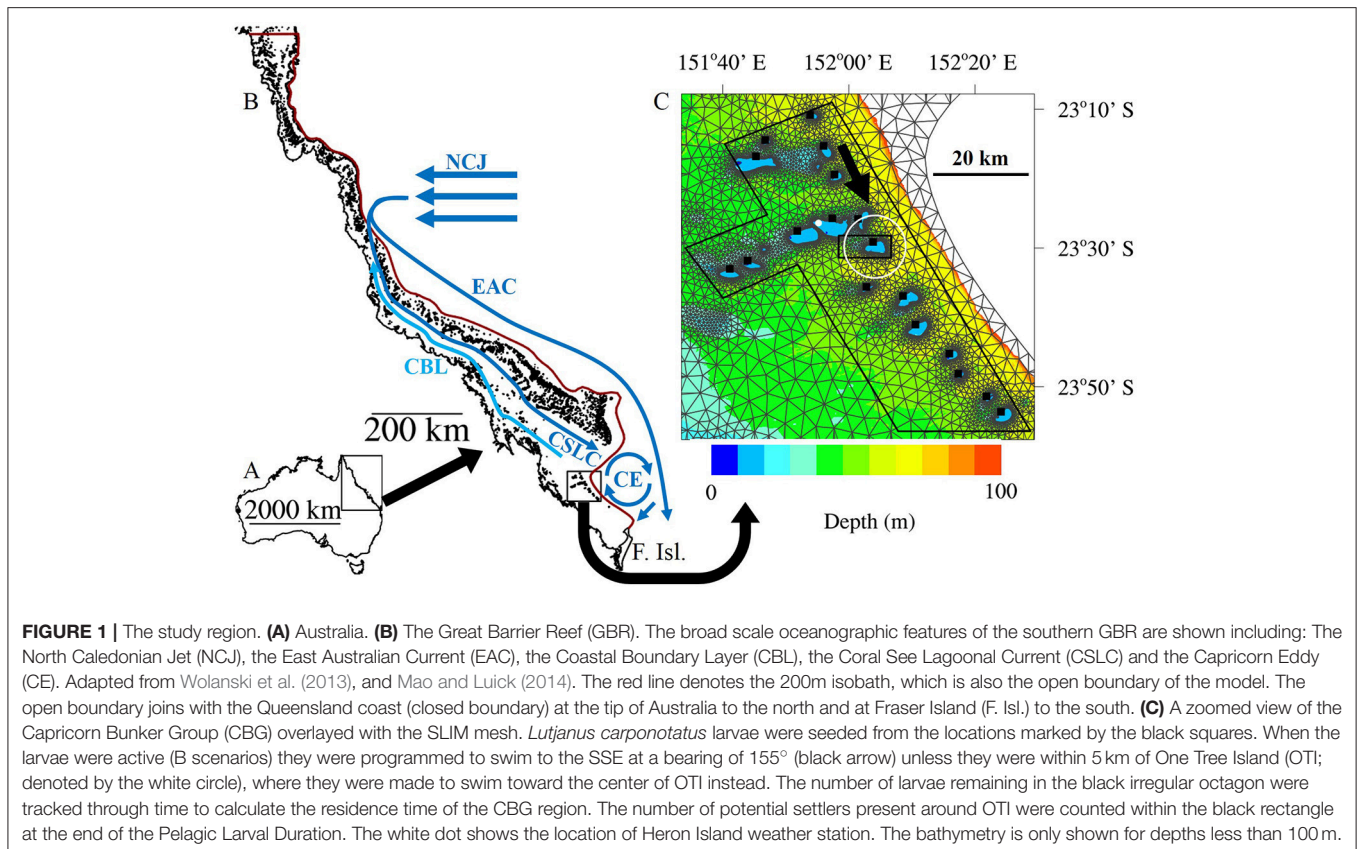 B
NCJ
EAC
CBL
200 km
CSLC
CE
A
2000 km
F. Isl.
151°40' E 152°00' E 152°20' E
C
23°10' S
20 km
23°30' S
23°50' S
0 100
Depth (m)
FIGURE 1 | The study region. (A) Australia. (B) The Great Barrier Reef (GBR). The broad scale oceanographic features of the southern GBR are shown including: The
North Caledonian Jet (NCJ), the East Australian Current (EAC), the Coastal Boundary Layer (CBL), the Coral See Lagoonal Current (CSLC) and the Capricorn Eddy
(CE). Adapted from Wolanski et al. (2013), and Mao and Luick (2014). The red line denotes the 200m isobath, which is also the open boundary of the model. The
open boundary joins with the Queensland coast (closed boundary) at the tip of Australia to the north and at Fraser Island (F. Isl.) to the south. (C) A zoomed view of the
Capricorn Bunker Group (CBG) overlayed with the SLIM mesh. Lutjanus carponotatus larvae were seeded from the locations marked by the black squares. When the
larvae were active (B scenarios) they were programmed to swim to the SSE at a bearing of 155° (black arrow) unless they were within 5 km of One Tree Island (OTI;
denoted by the white circle), where they were made to swim toward the center of OTI instead. The number of larvae remaining in the black irregular octagon were
tracked through time to calculate the residence time of the CBG region. The number of potential settlers present around OTI were counted within the black rectangle
at the end of the Pelagic Larval Duration. The white dot shows the location of Heron Island weather station. The bathymetry is only shown for depths less than 100 m.